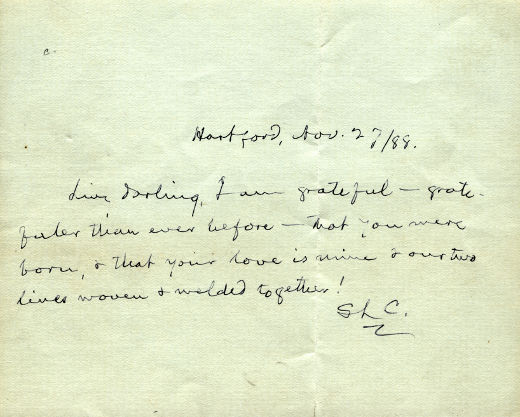 Hartford, Nov. 27/88.
Livy Darling, I am grateful — grate-
fuler than ever before — that you were
born, & that your love is mine & our two
lives woven & welded together!
SLC.